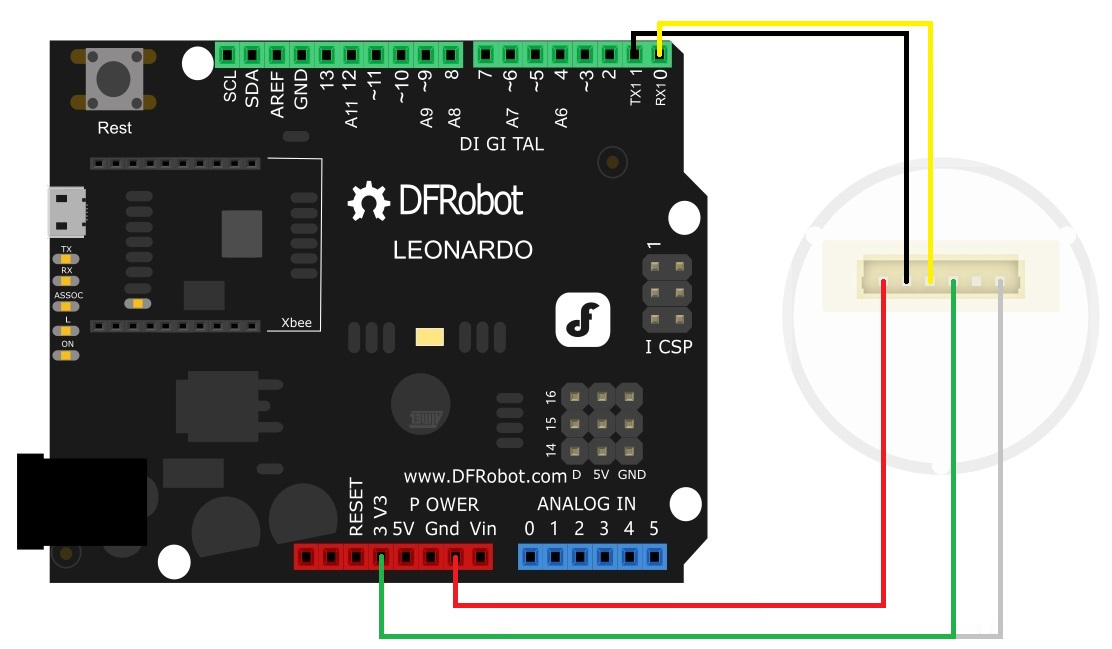 SCL SDA AREF GND 13 12 ~11 ~10 ~9 8 7 ~6 ~5 4 ~3 2 TX1 1 RX1 0
A11 A9 A8 A7 A6
DI GI TAL
Rest
DFRobot
LEONARDO
TX
RX
ASSOC
L
ON
Xbee
1
I CSP
16
15
14
D 5V GND
www.DFRobot.com
P OWER
ANALOG IN
RESET 3 V3 5V Gnd Vin
0 1 2 3 4 5